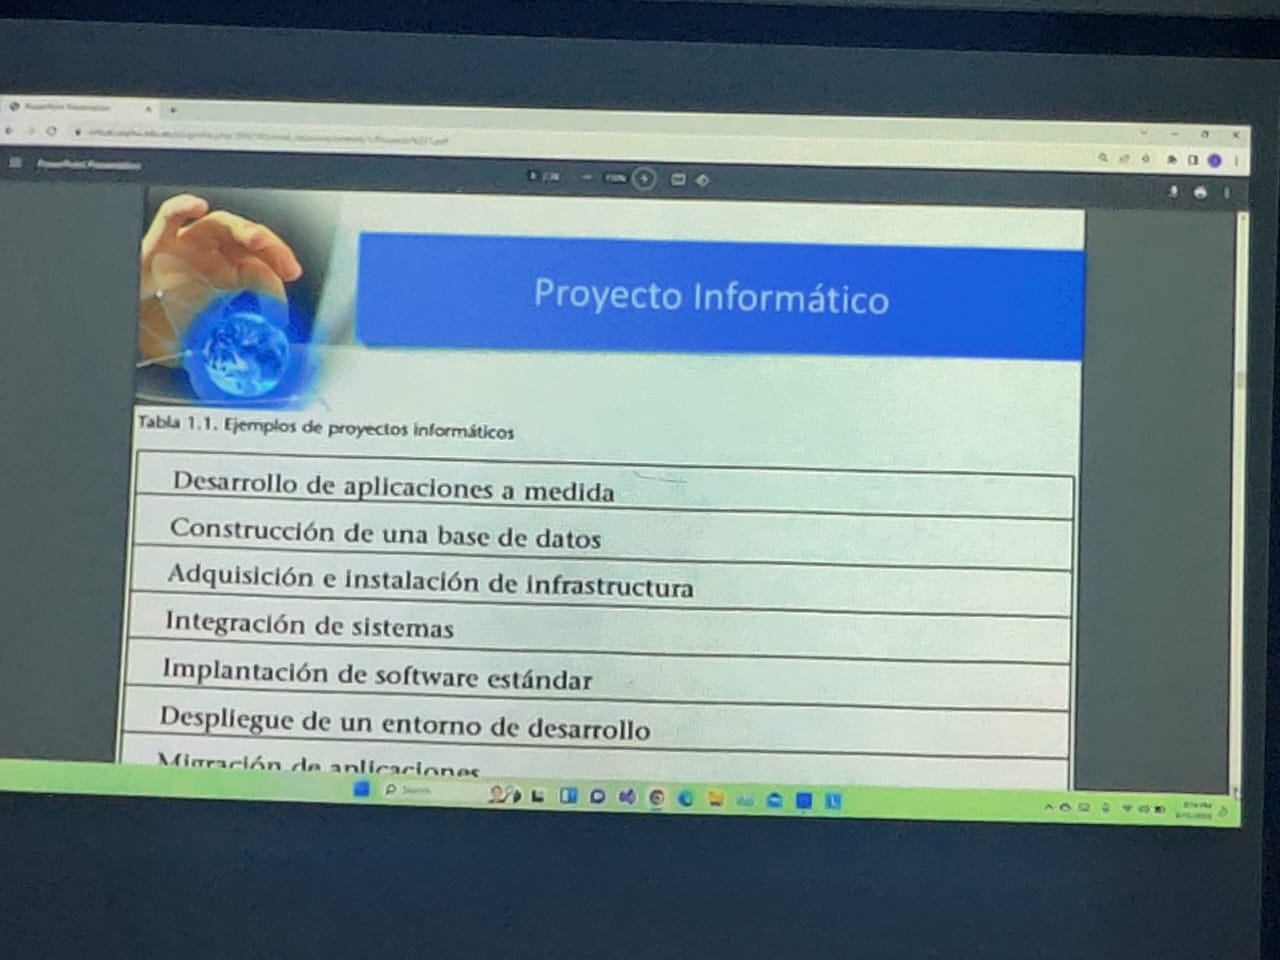 PowerPoint Presentation
PowerPoint Presentation
Proyecto Informático
Tabla 1.1. Ejemplos de proyectos informáticos
Desarrollo de aplicaciones a medida
Construcción de una base de datos
Adquisición e instalación de infrastructura
Integración de sistemas
Implantación de software estándar
Despliegue de un entorno de desarrollo
Migración de aplicaciones
Search